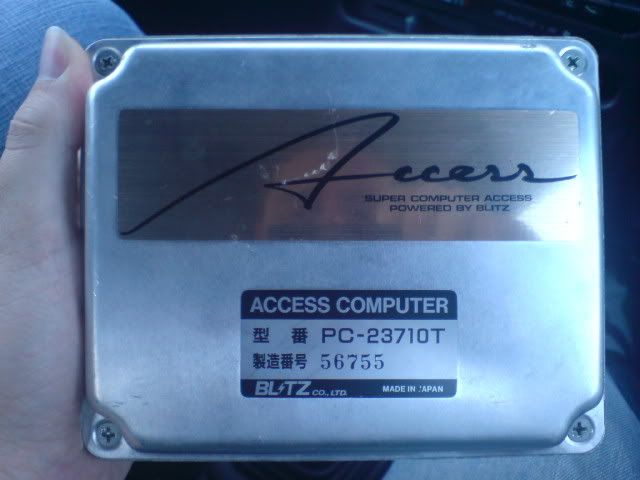 Access
SUPER COMPUTER ACCESS
POWERED BY BLITZ
ACCESS COMPUTER
型 番 PC-23710T
製造番号 56755
BLITZ CO., LTD. MADE IN JAPAN